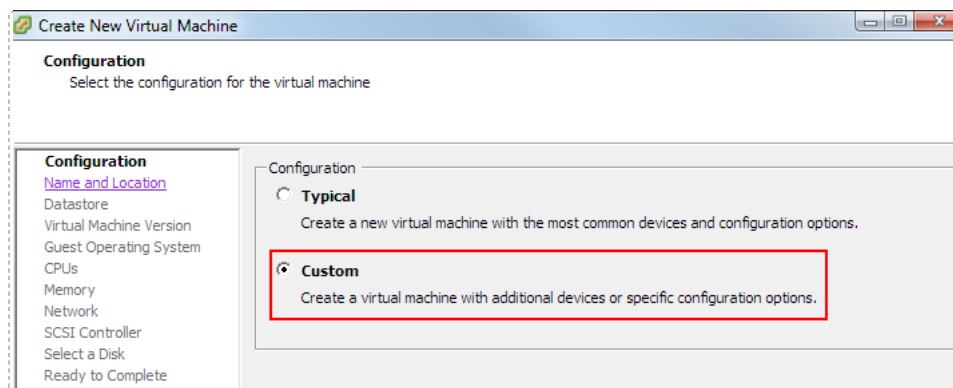 Create New Virtual Machine
Configuration
Select the configuration for the virtual machine
Configuration
Name and Location
Datastore
Virtual Machine Version
Guest Operating System
CPUs
Memory
Network
SCSI Controller
Select a Disk
Ready to Complete
Configuration
Typical
Create a new virtual machine with the most common devices and configuration options.
Custom
Create a virtual machine with additional devices or specific configuration options.